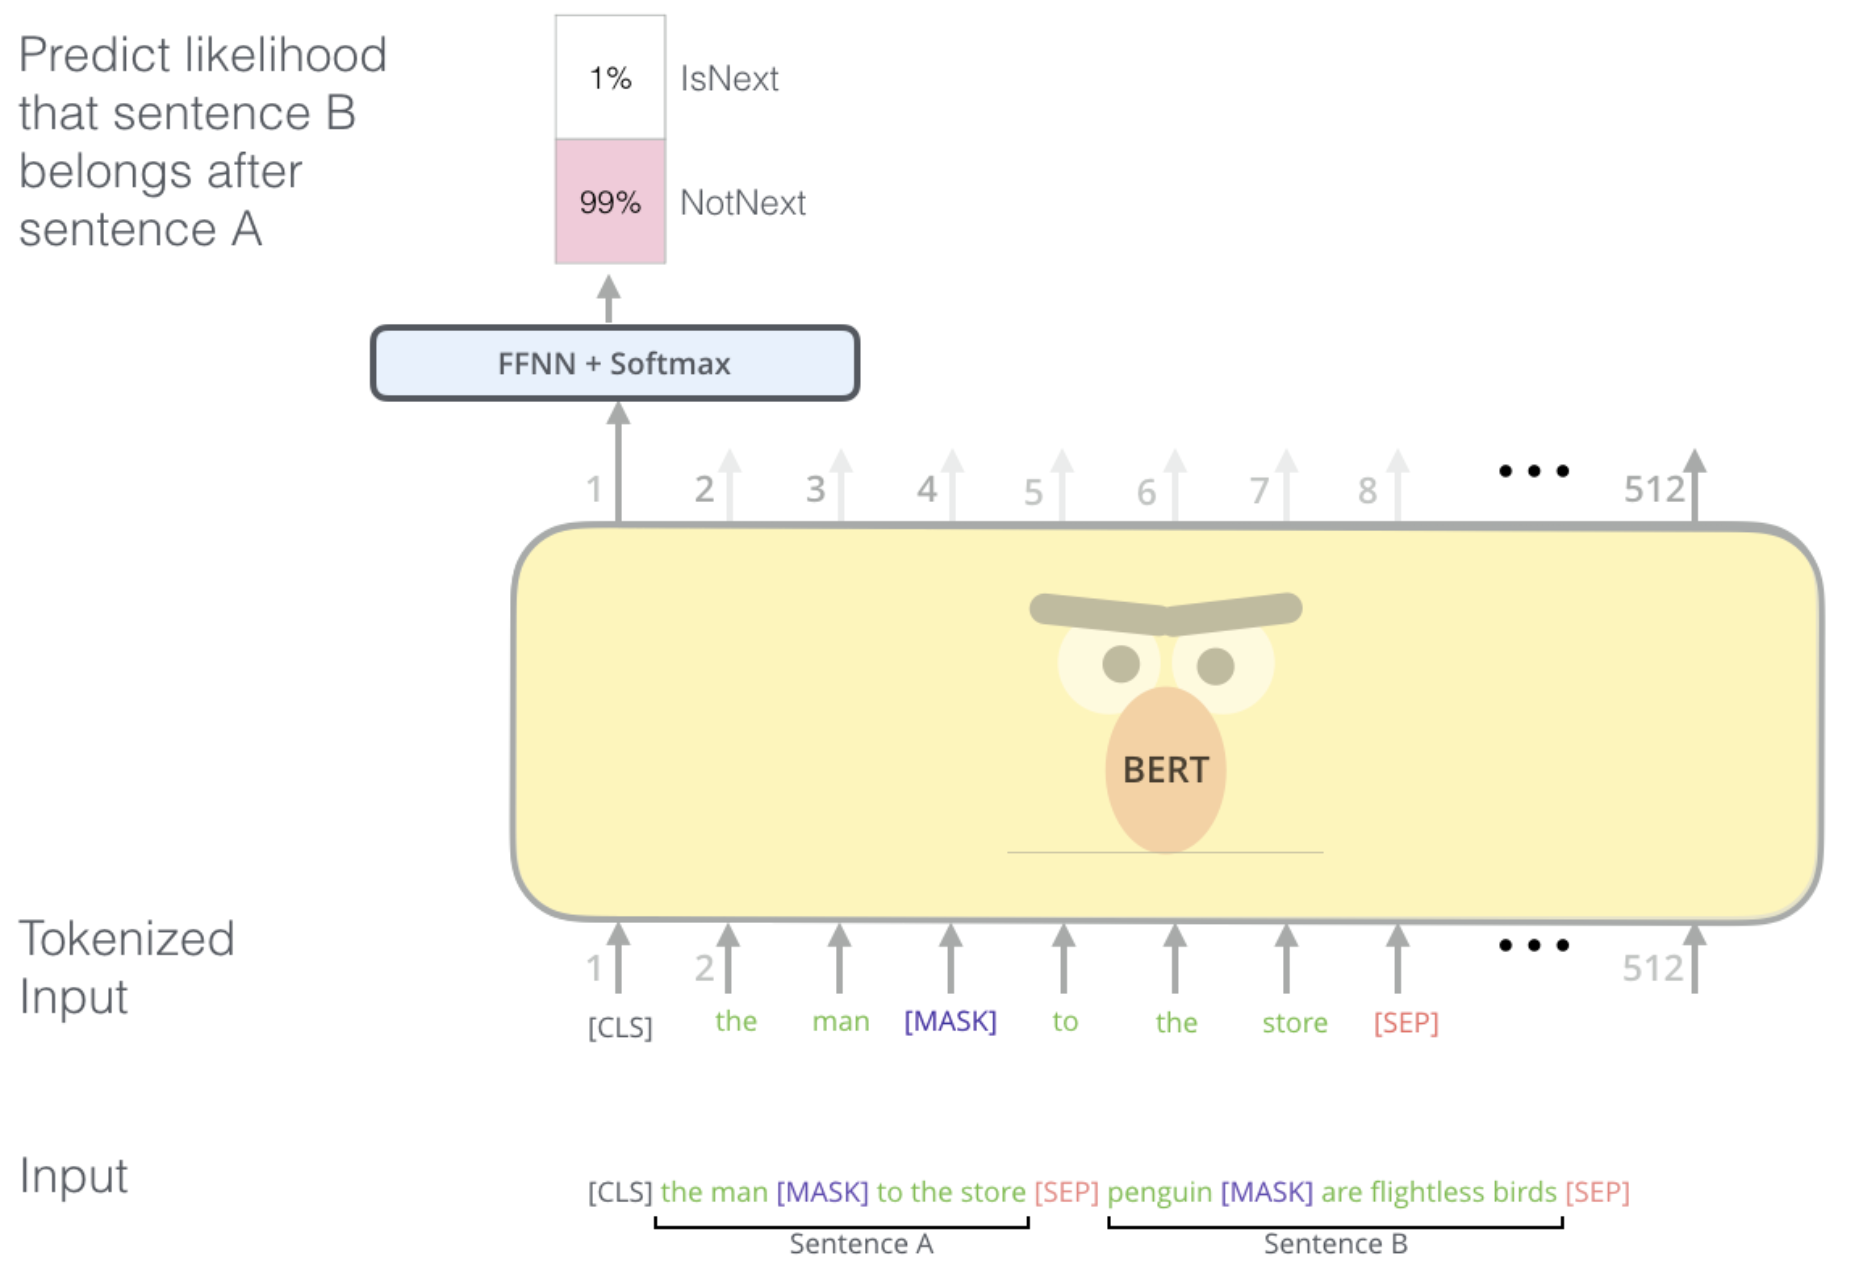 Predict likelihood
that sentence B
belongs after
sentence A
1% IsNext
99% NotNext
FFNN + Softmax
1 2 3 4 5 6 7 8 ••• 512
BERT
Tokenized
Input
1 2 ••• 512
[CLS] the man [MASK] to the store [SEP]
Input
[CLS] the man [MASK] to the store [SEP] penguin [MASK] are flightless birds [SEP]
Sentence A Sentence B